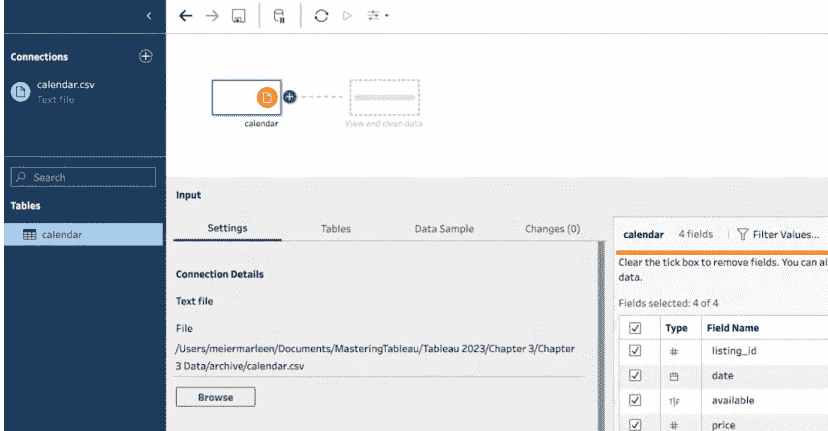 Connections
calendar.csv
Text file
Search
Tables
calendar
calendar
View and clean data
Input
Settings Tables Data Sample Changes (0)
Connection Details
Text file
File
/Users/meiermarleen/Documents/MasteringTableau/Tableau 2023/Chapter 3/Chapter
3 Data/archive/calendar.csv
Browse
calendar 4 fields Filter Values...
Clear the tick box to remove fields. You can al
data.
Fields selected: 4 of 4
Type Field Name
# listing_id
date
T|F available
# price